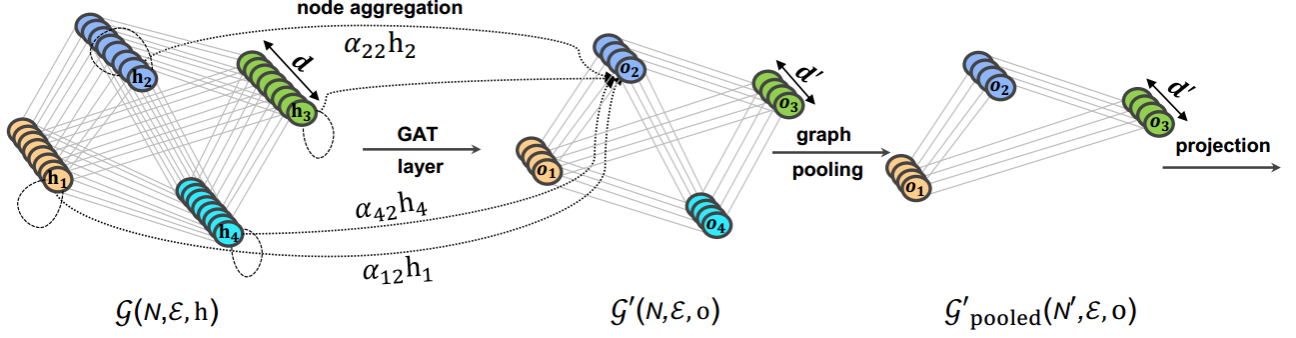 node aggregation
α₂₂h₂
h₂
d
h₃
h₁
h₄
GAT
layer
α₄₂h₄
α₁₂h₁
𝒢(N,ℰ, h)
o₂
d'
o₃
o₁
o₄
𝒢′(N,ℰ, o)
graph
pooling
o₂
d'
o₃
o₁
𝒢′pooled(N′,ℰ, o)
projection